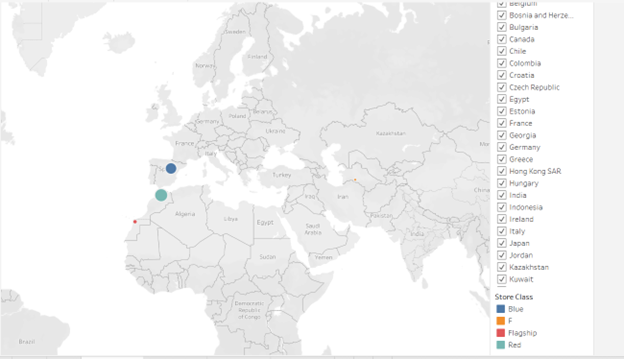 Sweden
Finland
Norway
Belarus
Poland
Germany
Ukraine
France
Kazakhstan
Italy
Turkey
Iraq
Iran
Algeria
Libya
Egypt
Pakistan
China
Saudi
Arabia
India
Sudan
Yemen
Democratic
Republic
of Congo
Brazil
Belgium
Bosnia and Herze...
Bulgaria
Canada
Chile
Colombia
Croatia
Czech Republic
Egypt
Estonia
France
Georgia
Germany
Greece
Hong Kong SAR
Hungary
India
Indonesia
Ireland
Italy
Japan
Jordan
Kazakhstan
Kuwait
Store Class
Blue
F
Flagship
Red